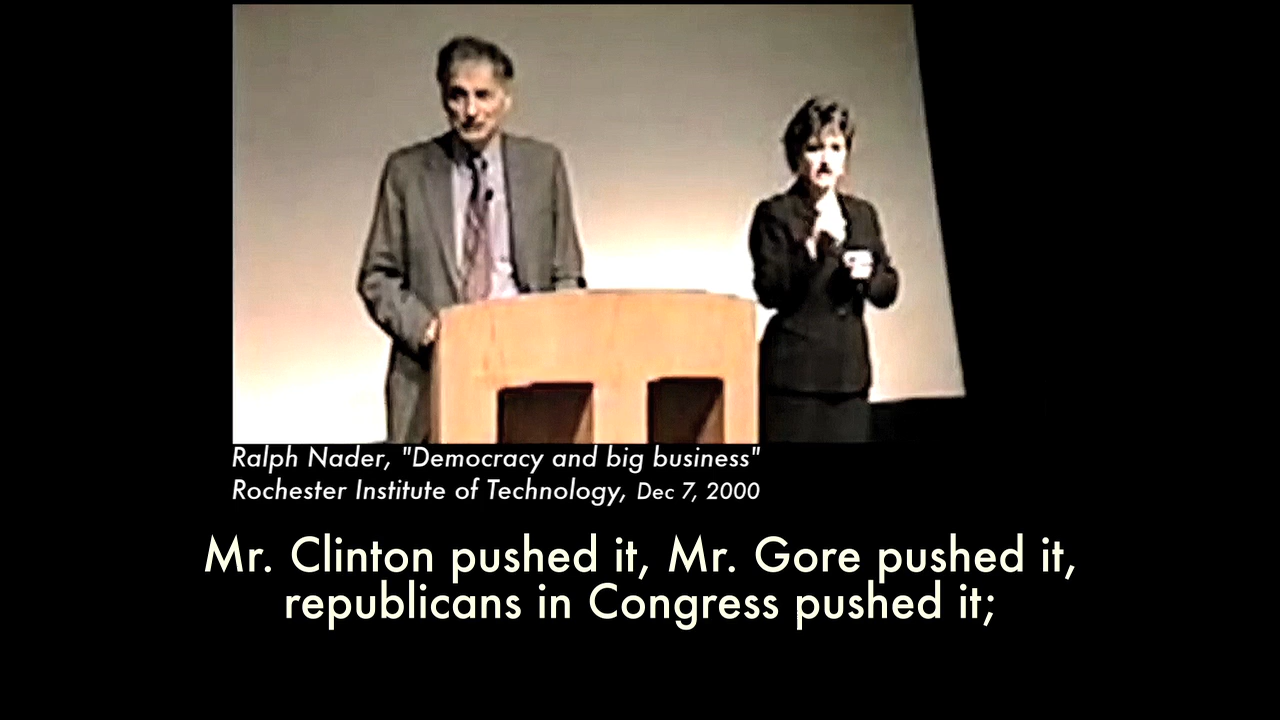 Ralph Nader, "Democracy and big business"
Rochester Institute of Technology, Dec 7, 2000
Mr. Clinton pushed it, Mr. Gore pushed it,
republicans in Congress pushed it;